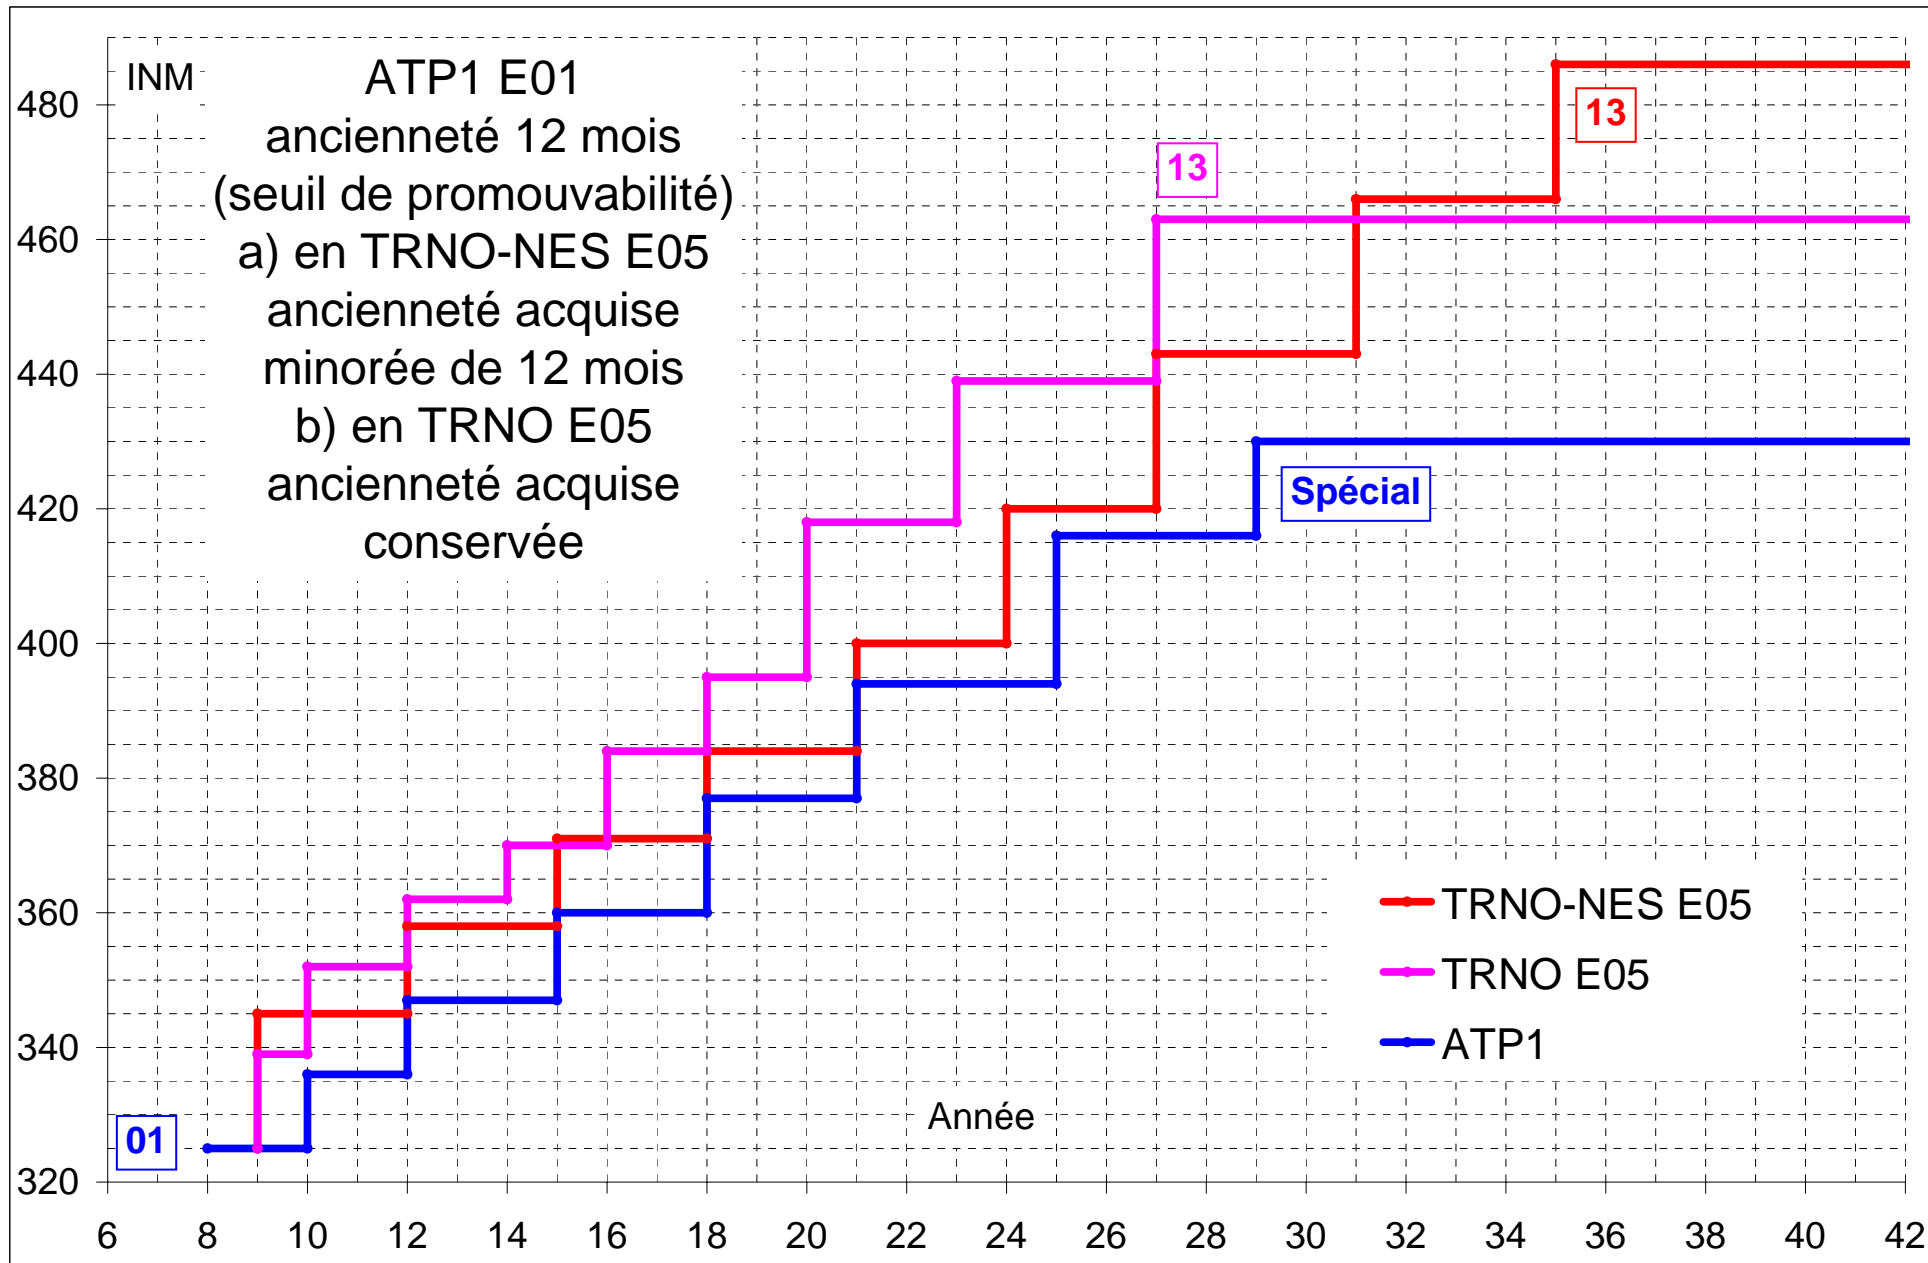 INM
ATP1 E01
ancienneté 12 mois
(seuil de promouvabilité)
a) en TRNO-NES E05
ancienneté acquise
minorée de 12 mois
b) en TRNO E05
ancienneté acquise
conservée
480
460
440
420
400
380
360
340
320
13
13
Spécial
01
TRNO-NES E05
TRNO E05
ATP1
Année
6 8 10 12 14 16 18 20 22 24 26 28 30 32 34 36 38 40 42